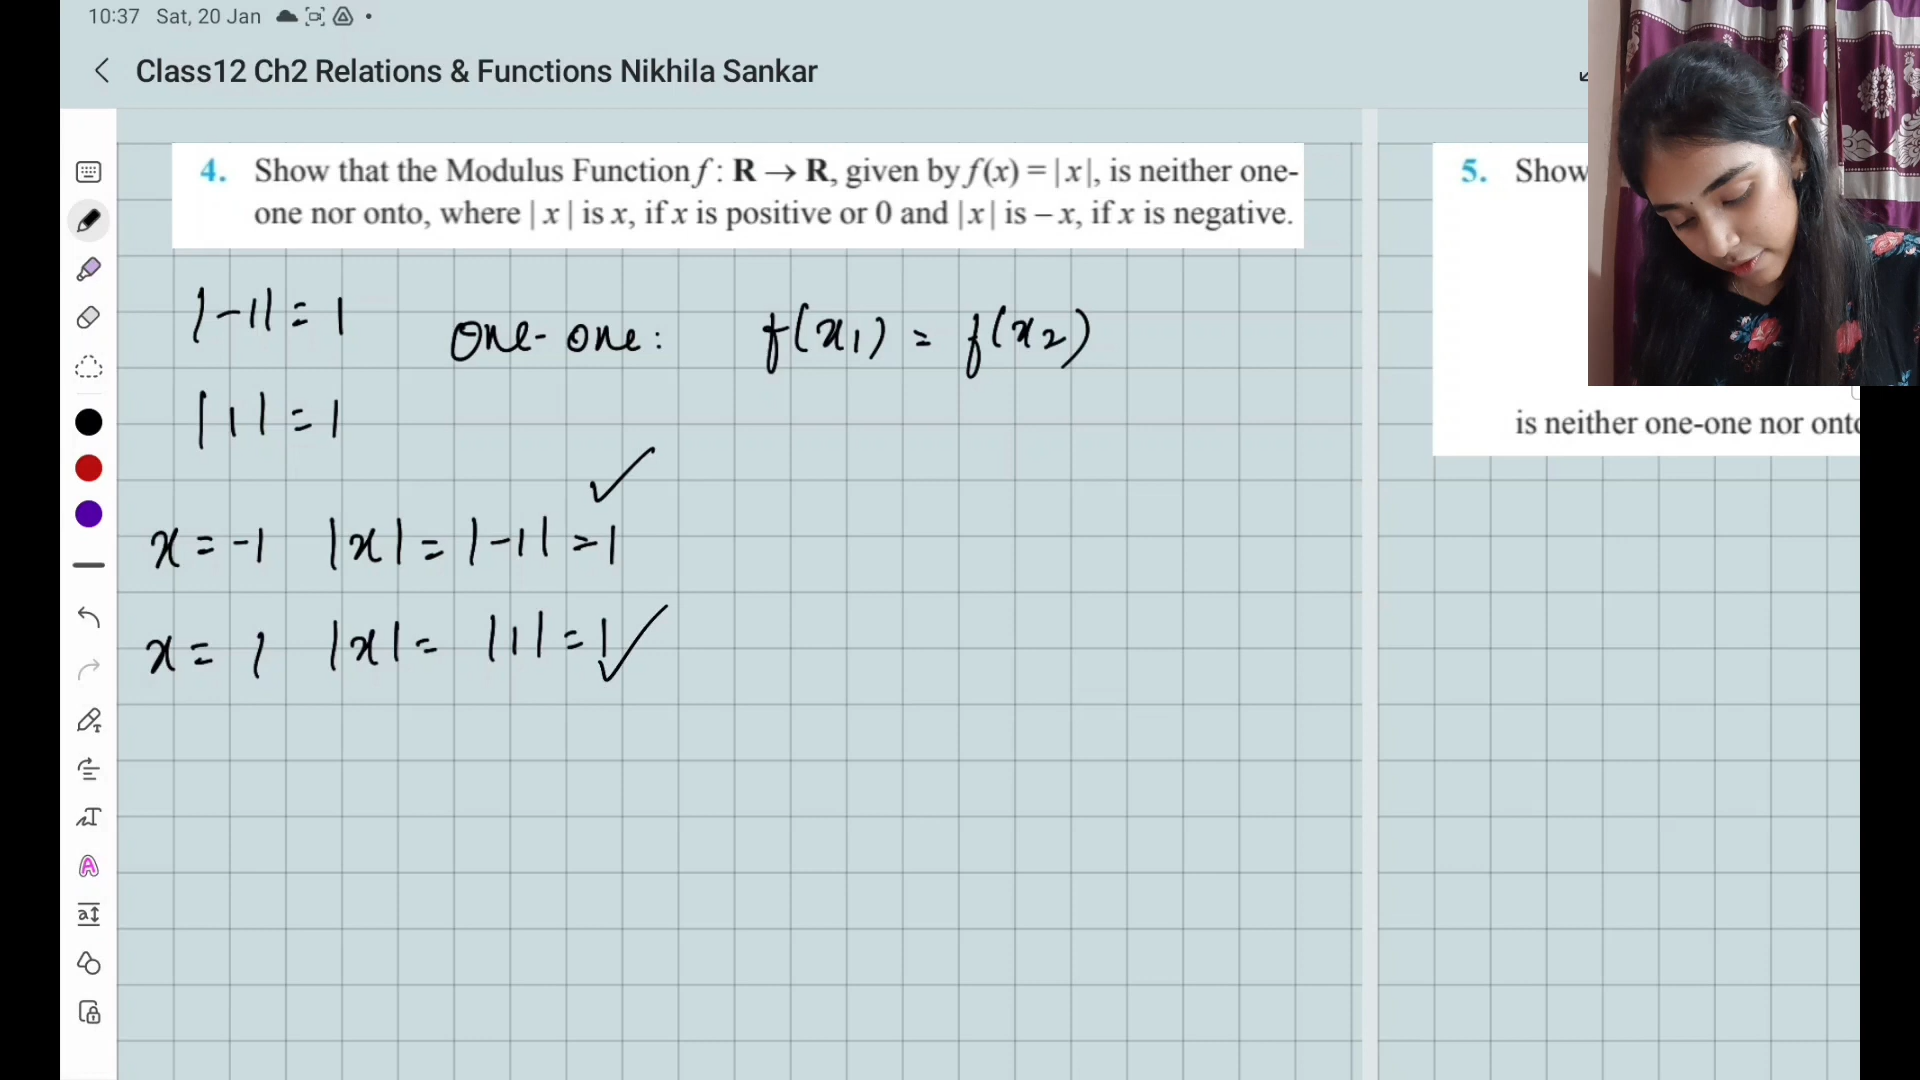 10:37 Sat, 20 Jan
Class12 Ch2 Relations & Functions Nikhila Sankar
4. Show that the Modulus Function f : R → R, given by f(x) = | x |, is neither one-
one nor onto, where | x | is x, if x is positive or 0 and | x | is – x, if x is negative.
|-1| = 1
One-one: f(x₁) = f(x₂)
|1| = 1
x = -1 |x| = |-1| = 1
x = 1 |x| = |1| = 1
5. Show
is neither one-one nor